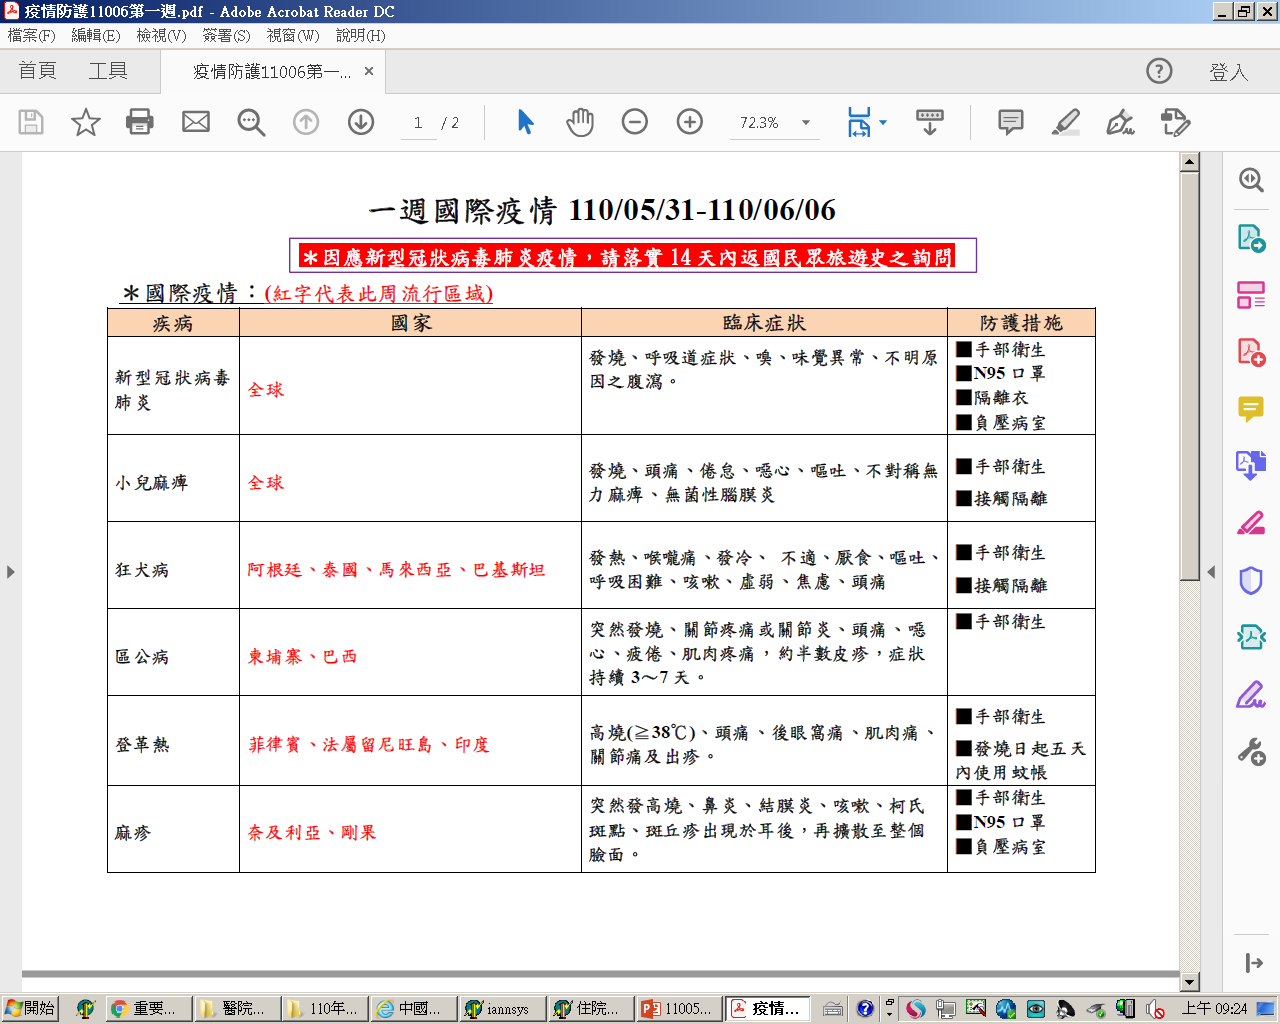 疫情防護11006第一週.pdf - Adobe Acrobat Reader DC
檔案(F) 編輯(E) 檢視(V) 簽署(S) 視窗(W) 說明(H)
首頁 工具 疫情防護11006第一... × 登入
1 / 2 72.3%
一週國際疫情 110/05/31-110/06/06
＊因應新型冠狀病毒肺炎疫情，請落實 14 天內返國民眾旅遊史之詢問
＊國際疫情：(紅字代表此周流行區域)
疾病 國家 臨床症狀 防護措施
新型冠狀病毒
肺炎
全球
發燒、呼吸道症狀、嗅、味覺異常、不明原
因之腹瀉。
■手部衛生
■N95 口罩
■隔離衣
■負壓病室
小兒麻痺
全球
發燒、頭痛、倦怠、噁心、嘔吐、不對稱無
力麻痺、無菌性腦膜炎
■手部衛生
■接觸隔離
狂犬病
阿根廷、泰國、馬來西亞、巴基斯坦
發熱、喉嚨痛、發冷、 不適、厭食、嘔吐、
呼吸困難、咳嗽、虛弱、焦慮、頭痛
■手部衛生
■接觸隔離
區公病
柬埔寨、巴西
突然發燒、關節疼痛或關節炎、頭痛、噁
心、疲倦、肌肉疼痛，約半數皮疹，症狀
持續 3～7 天。
■手部衛生
登革熱
菲律賓、法屬留尼旺島、印度
高燒(≧38℃)、頭痛、後眼窩痛、肌肉痛、
關節痛及出疹。
■手部衛生
■發燒日起五天
內使用蚊帳
麻疹
奈及利亞、剛果
突然發高燒、鼻炎、結膜炎、咳嗽、柯氏
斑點、斑丘疹出現於耳後，再擴散至整個
臉面。
■手部衛生
■N95 口罩
■負壓病室
開始 重要... 醫院... 110年... 中國... iannsys 住院... 11005... 疫情... 上午 09:24